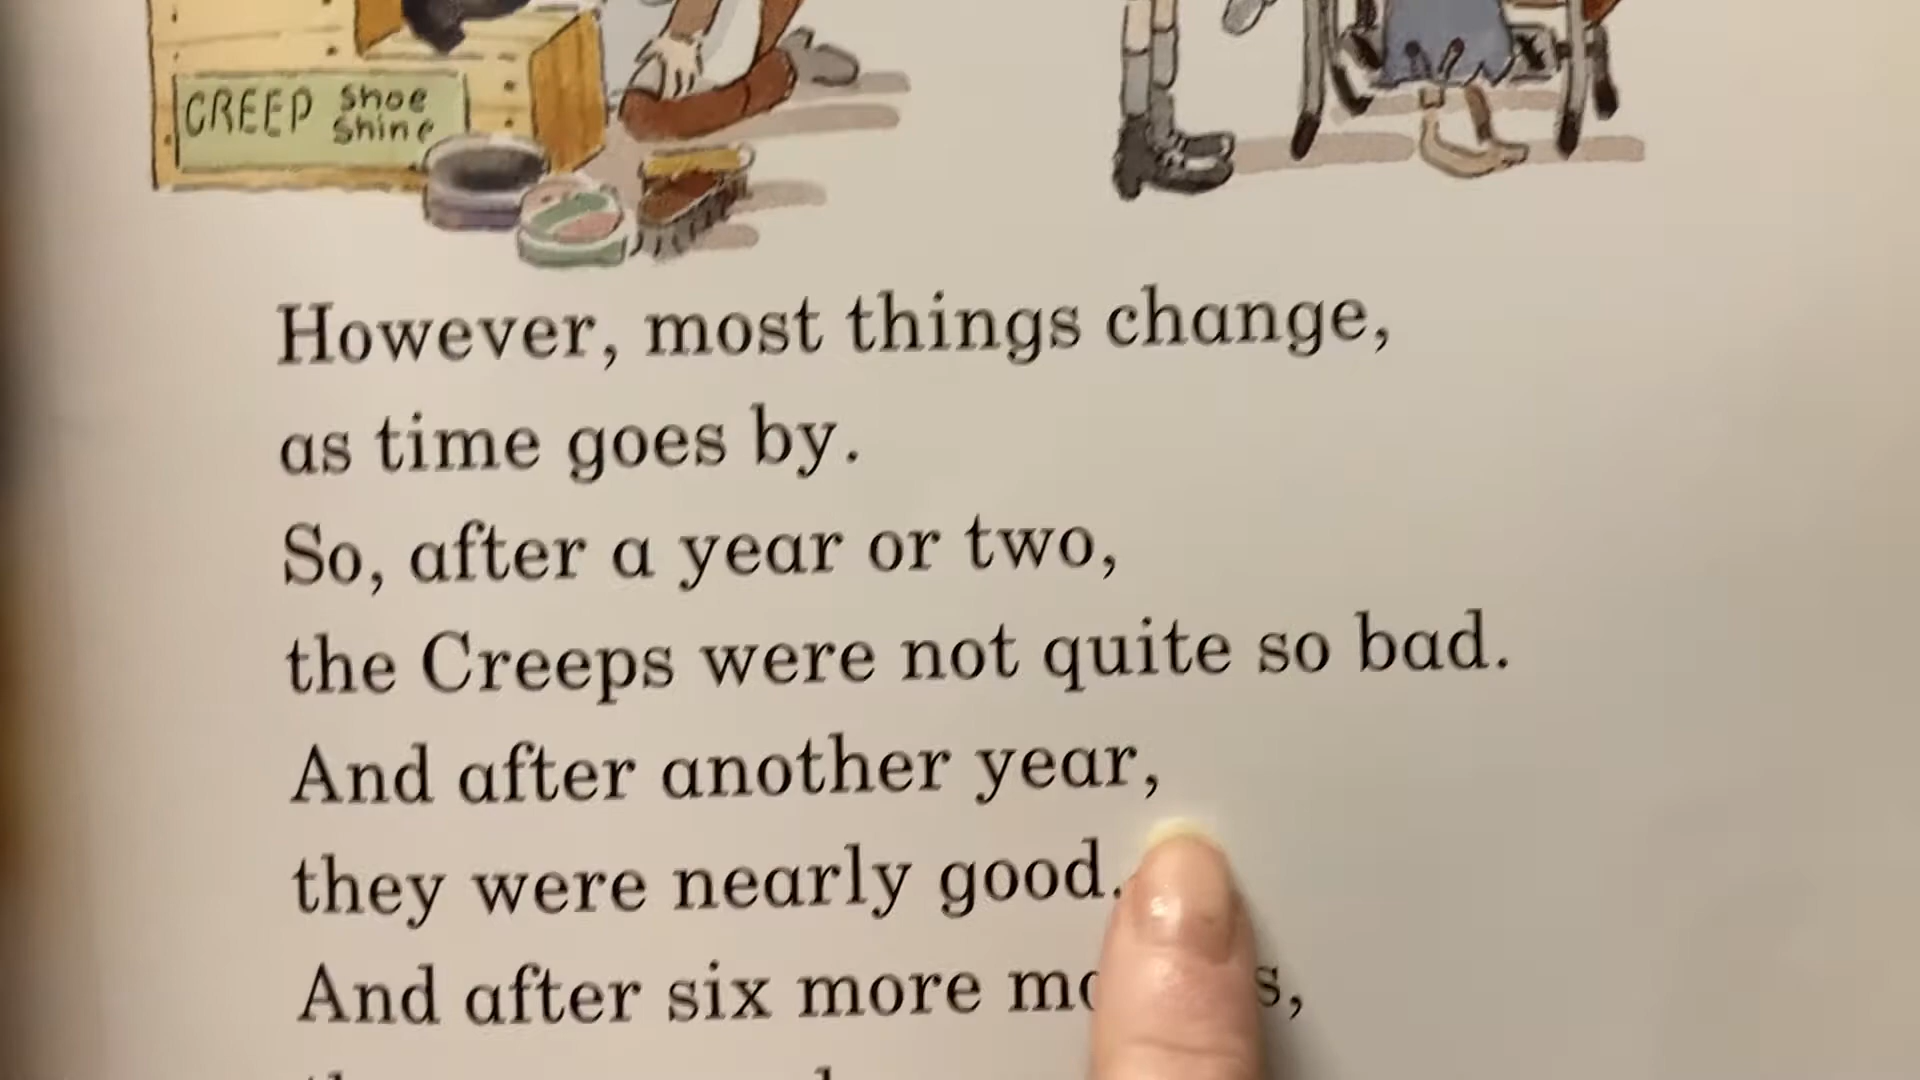 CREEP Shoe
Shine
However, most things change,
as time goes by.
So, after a year or two,
the Creeps were not quite so bad.
And after another year,
they were nearly good.
And after six more